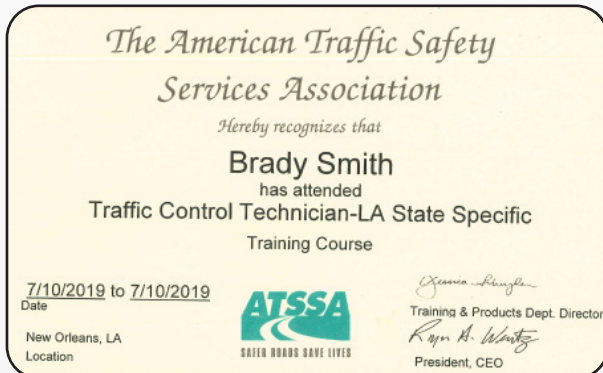 The American Traffic Safety
Services Association
Hereby recognizes that
Brady Smith
has attended
Traffic Control Technician-LA State Specific
Training Course
7/10/2019 to 7/10/2019
Date
New Orleans, LA
Location
ATSSA
SAFER ROADS SAVE LIVES
Training & Products Dept. Director
President, CEO